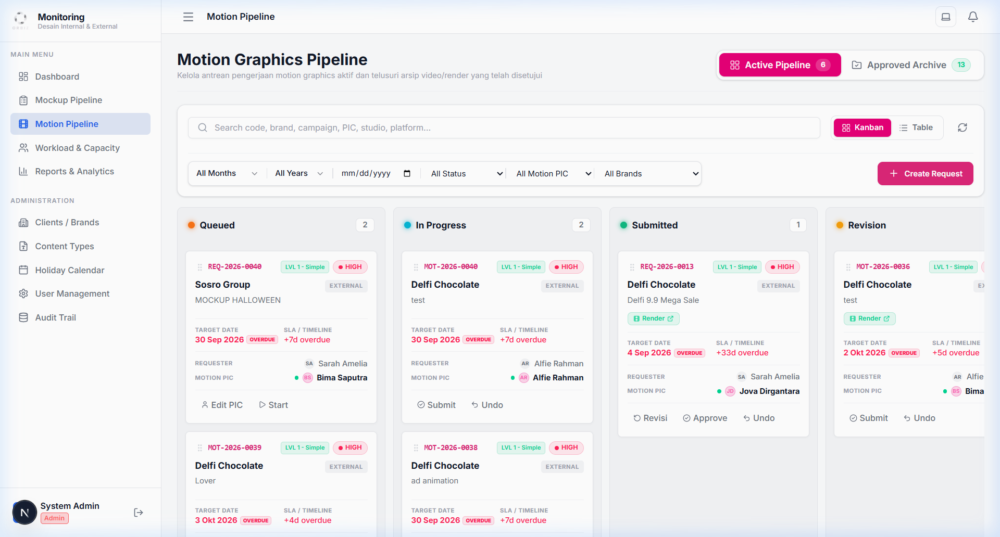 Monitoring
Desain Internal & External
MAIN MENU
Dashboard
Mockup Pipeline
Motion Pipeline
Workload & Capacity
Reports & Analytics
ADMINISTRATION
Clients / Brands
Content Types
Holiday Calendar
User Management
Audit Trail
N
System Admin
Admin
Motion Pipeline
Motion Graphics Pipeline
Kelola antrean pengerjaan motion graphics aktif dan telusuri arsip video/render yang telah disetujui
Active Pipeline 6
Approved Archive 13
Search code, brand, campaign, PIC, studio, platform...
Kanban
Table
All Months
All Years
mm/dd/yyyy
All Status
All Motion PIC
All Brands
Create Request
Queued 2
REQ-2026-0040 LVL 1 - Simple HIGH
Sosro Group EXTERNAL
MOCKUP HALLOWEEN
TARGET DATE SLA / TIMELINE
30 Sep 2026 OVERDUE +7d overdue
REQUESTER SA Sarah Amelia
MOTION PIC BS Bima Saputra
Edit PIC Start
MOT-2026-0039 LVL 1 - Simple HIGH
Delfi Chocolate EXTERNAL
Lover
TARGET DATE SLA / TIMELINE
3 Okt 2026 OVERDUE +4d overdue
In Progress 2
MOT-2026-0040 LVL 1 - Simple HIGH
Delfi Chocolate EXTERNAL
test
TARGET DATE SLA / TIMELINE
30 Sep 2026 OVERDUE +7d overdue
REQUESTER AR Alfie Rahman
MOTION PIC AR Alfie Rahman
Submit Undo
MOT-2026-0038 LVL 1 - Simple HIGH
Delfi Chocolate EXTERNAL
ad animation
TARGET DATE SLA / TIMELINE
30 Sep 2026 OVERDUE +7d overdue
Submitted 1
REQ-2026-0013 LVL 1 - Simple HIGH
Delfi Chocolate EXTERNAL
Delfi 9.9 Mega Sale
Render
TARGET DATE SLA / TIMELINE
4 Sep 2026 OVERDUE +33d overdue
REQUESTER SA Sarah Amelia
MOTION PIC JD Jova Dirgantara
Revisi Approve Undo
Revision
MOT-2026-0036 LVL 1 - Simple
Delfi Chocolate EX
test
Render
TARGET DATE SLA / TIMELINE
2 Okt 2026 OVERDUE +5d overdue
REQUESTER AR Alfie
MOTION PIC BS Bima
Submit Undo